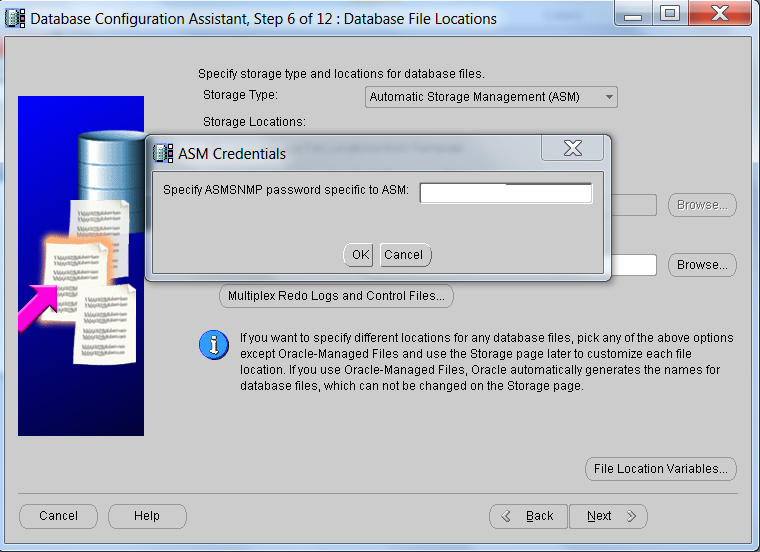 Database Configuration Assistant, Step 6 of 12 : Database File Locations
Specify storage type and locations for database files.
Storage Type: Automatic Storage Management (ASM)
Storage Locations:
ASM Credentials
Specify ASMSNMP password specific to ASM:
Browse...
OK Cancel
Browse...
Multiplex Redo Logs and Control Files...
If you want to specify different locations for any database files, pick any of the above options
except Oracle-Managed Files and use the Storage page later to customize each file
location. If you use Oracle-Managed Files, Oracle automatically generates the names for
database files, which can not be changed on the Storage page.
File Location Variables...
Cancel Help Back Next